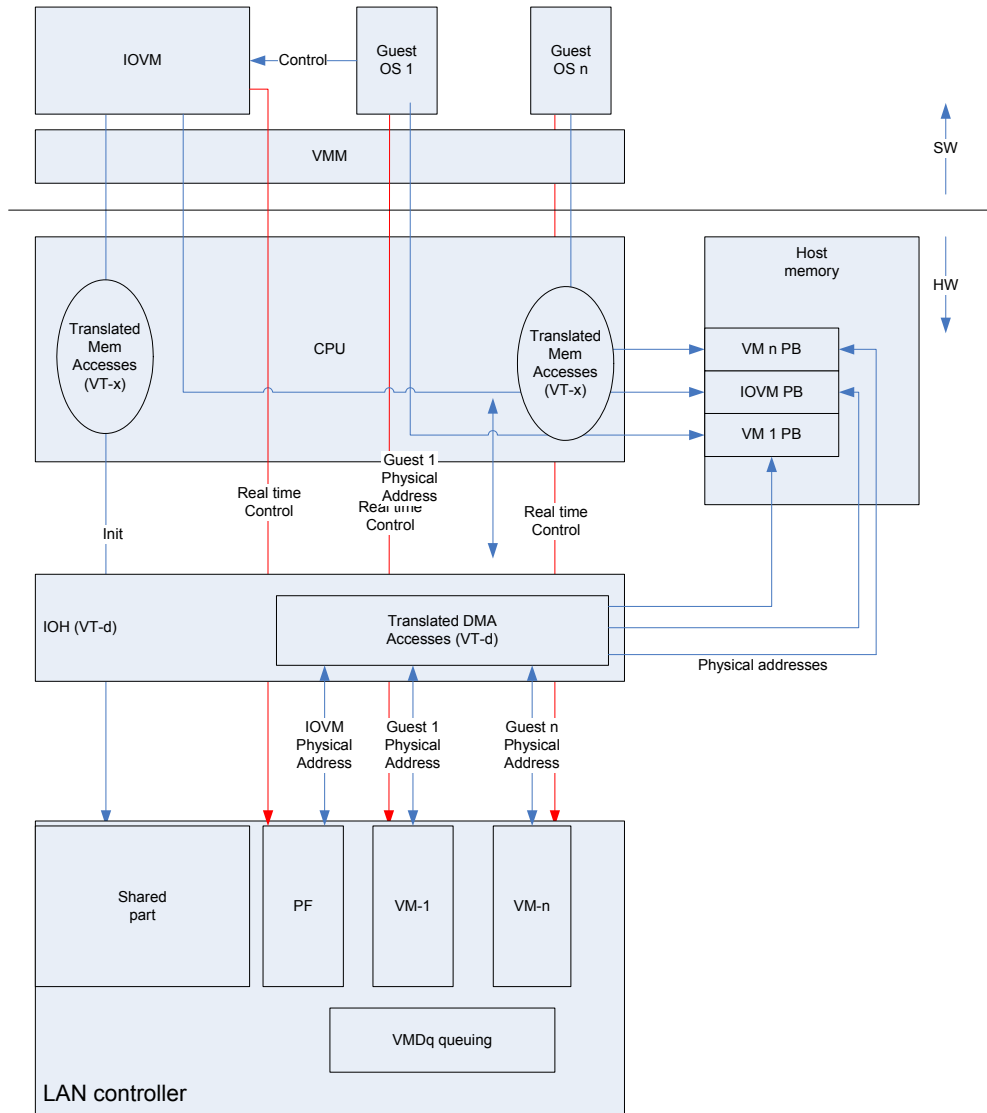 IOVM
Control
Guest
OS 1
Guest
OS n
VMM
SW
HW
Host
memory
Translated
Mem
Accesses
(VT-x)
CPU
Translated
Mem
Accesses
(VT-x)
VM n PB
IOVM PB
VM 1 PB
Guest 1
Physical
Address
Real time
Control
Real time
Control
Real time
Control
Init
IOH (VT-d)
Translated DMA
Accesses (VT-d)
Physical addresses
IOVM
Physical
Address
Guest 1
Physical
Address
Guest n
Physical
Address
Shared
part
PF
VM-1
VM-n
VMDq queuing
LAN controller